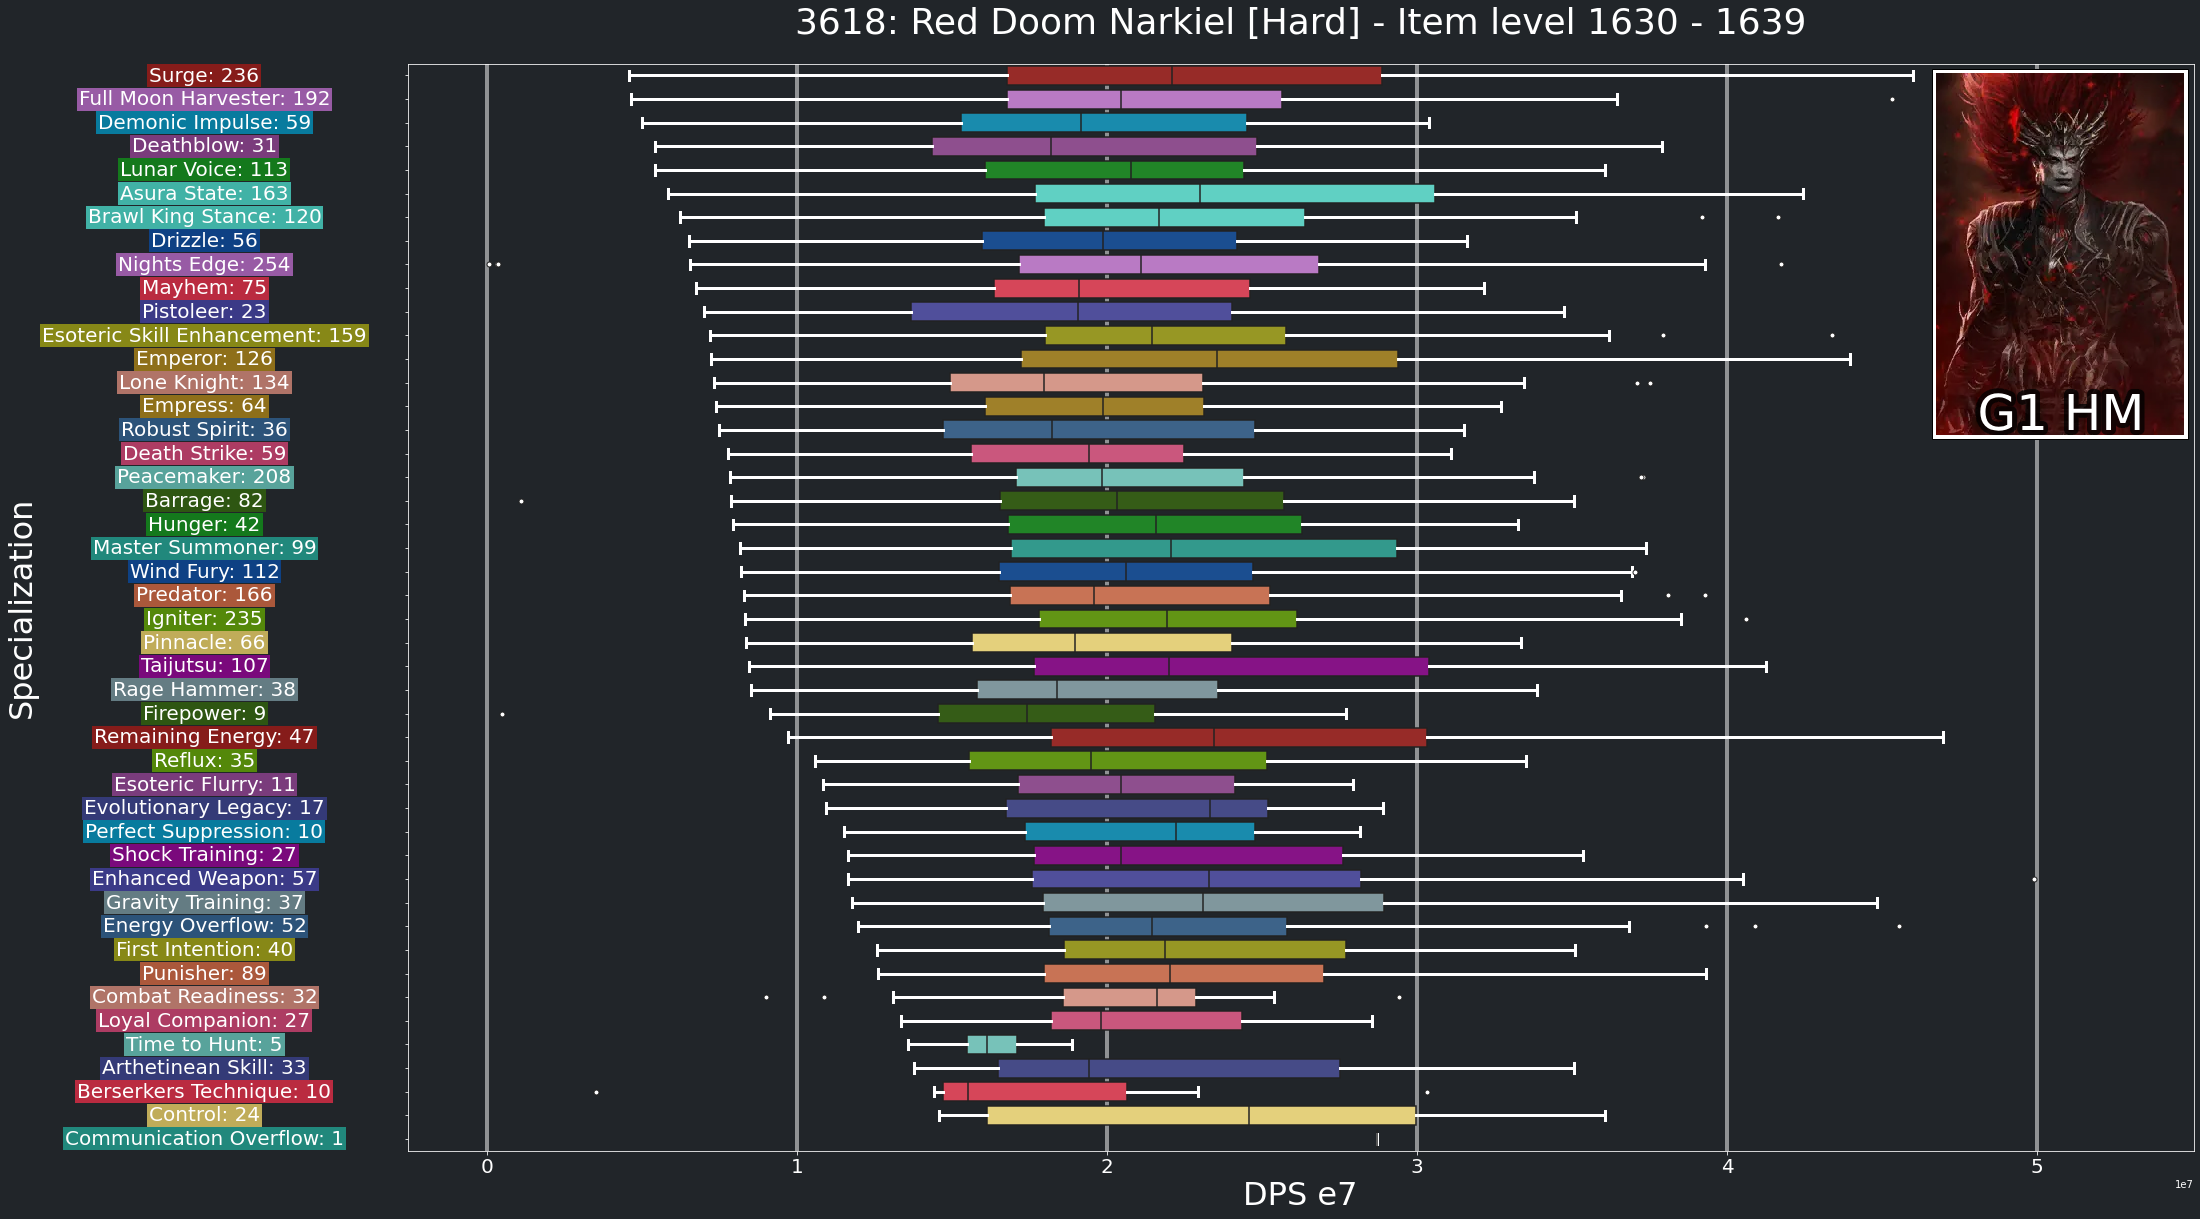 3618: Red Doom Narkiel [Hard] - Item level 1630 - 1639
Surge: 236
Full Moon Harvester: 192
Demonic Impulse: 59
Deathblow: 31
Lunar Voice: 113
Asura State: 163
Brawl King Stance: 120
Drizzle: 56
Nights Edge: 254
Mayhem: 75
Pistoleer: 23
Esoteric Skill Enhancement: 159
Emperor: 126
Lone Knight: 134
Empress: 64
Robust Spirit: 36
Death Strike: 59
Peacemaker: 208
Barrage: 82
Hunger: 42
Master Summoner: 99
Wind Fury: 112
Predator: 166
Igniter: 235
Pinnacle: 66
Taijutsu: 107
Rage Hammer: 38
Firepower: 9
Remaining Energy: 47
Reflux: 35
Esoteric Flurry: 11
Evolutionary Legacy: 17
Perfect Suppression: 10
Shock Training: 27
Enhanced Weapon: 57
Gravity Training: 37
Energy Overflow: 52
First Intention: 40
Punisher: 89
Combat Readiness: 32
Loyal Companion: 27
Time to Hunt: 5
Arthetinean Skill: 33
Berserkers Technique: 10
Control: 24
Communication Overflow: 1
Specialization
G1 HM
0 1 2 3 4 5
DPS e7
1e7